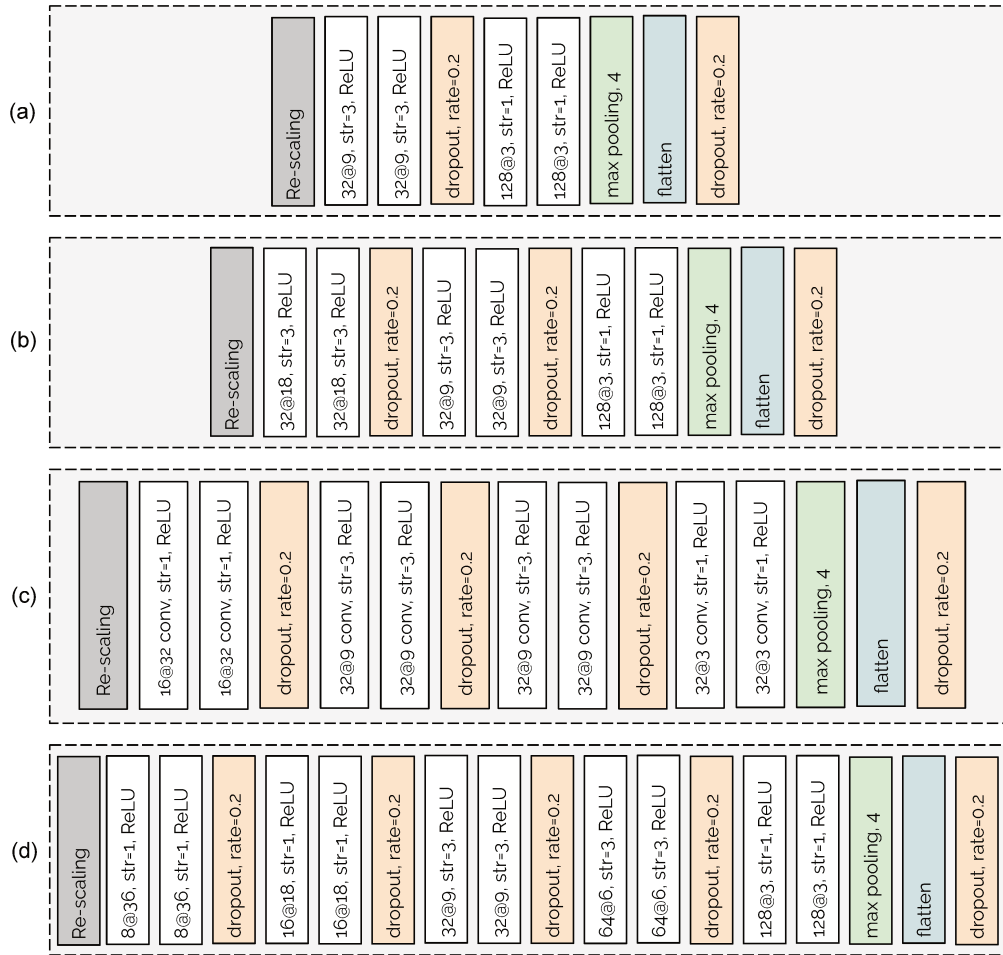 (a)
Re-scaling
32@9, str=3, ReLU
32@9, str=3, ReLU
dropout, rate=0.2
128@3, str=1, ReLU
128@3, str=1, ReLU
max pooling, 4
flatten
dropout, rate=0.2
(b)
Re-scaling
32@18, str=3, ReLU
32@18, str=3, ReLU
dropout, rate=0.2
32@9, str=3, ReLU
32@9, str=3, ReLU
dropout, rate=0.2
128@3, str=1, ReLU
128@3, str=1, ReLU
max pooling, 4
flatten
dropout, rate=0.2
(c)
Re-scaling
16@32 conv, str=1, ReLU
16@32 conv, str=1, ReLU
dropout, rate=0.2
32@9 conv, str=3, ReLU
32@9 conv, str=3, ReLU
dropout, rate=0.2
32@9 conv, str=3, ReLU
32@9 conv, str=3, ReLU
dropout, rate=0.2
32@3 conv, str=1, ReLU
32@3 conv, str=1, ReLU
max pooling, 4
flatten
dropout, rate=0.2
(d)
Re-scaling
8@36, str=1, ReLU
8@36, str=1, ReLU
dropout, rate=0.2
16@18, str=1, ReLU
16@18, str=1, ReLU
dropout, rate=0.2
32@9, str=3, ReLU
32@9, str=3, ReLU
dropout, rate=0.2
64@6, str=3, ReLU
64@6, str=3, ReLU
dropout, rate=0.2
128@3, str=1, ReLU
128@3, str=1, ReLU
max pooling, 4
flatten
dropout, rate=0.2